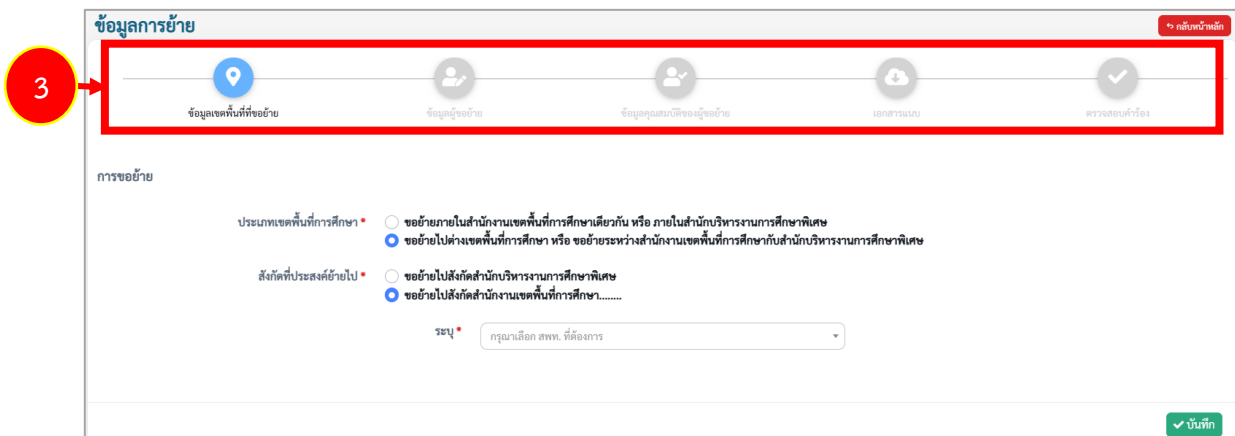 ข้อมูลการย้าย
กลับหน้าหลัก
3
ข้อมูลเขตพื้นที่ที่ขอย้าย
ข้อมูลผู้ขอย้าย
ข้อมูลคุณสมบัติของผู้ขอย้าย
เอกสารแนบ
ตรวจสอบคำร้อง
การขอย้าย
ประเภทเขตพื้นที่การศึกษา * ขอย้ายภายในสำนักงานเขตพื้นที่การศึกษาเดียวกัน หรือ ภายในสำนักบริหารงานการศึกษาพิเศษ
ขอย้ายไปต่างเขตพื้นที่การศึกษา หรือ ขอย้ายระหว่างสำนักงานเขตพื้นที่การศึกษากับสำนักบริหารงานการศึกษาพิเศษ
สังกัดที่ประสงค์ย้ายไป * ขอย้ายไปสังกัดสำนักบริหารงานการศึกษาพิเศษ
ขอย้ายไปสังกัดสำนักงานเขตพื้นที่การศึกษา........
ระบุ * กรุณาเลือก สพท. ที่ต้องการ
บันทึก